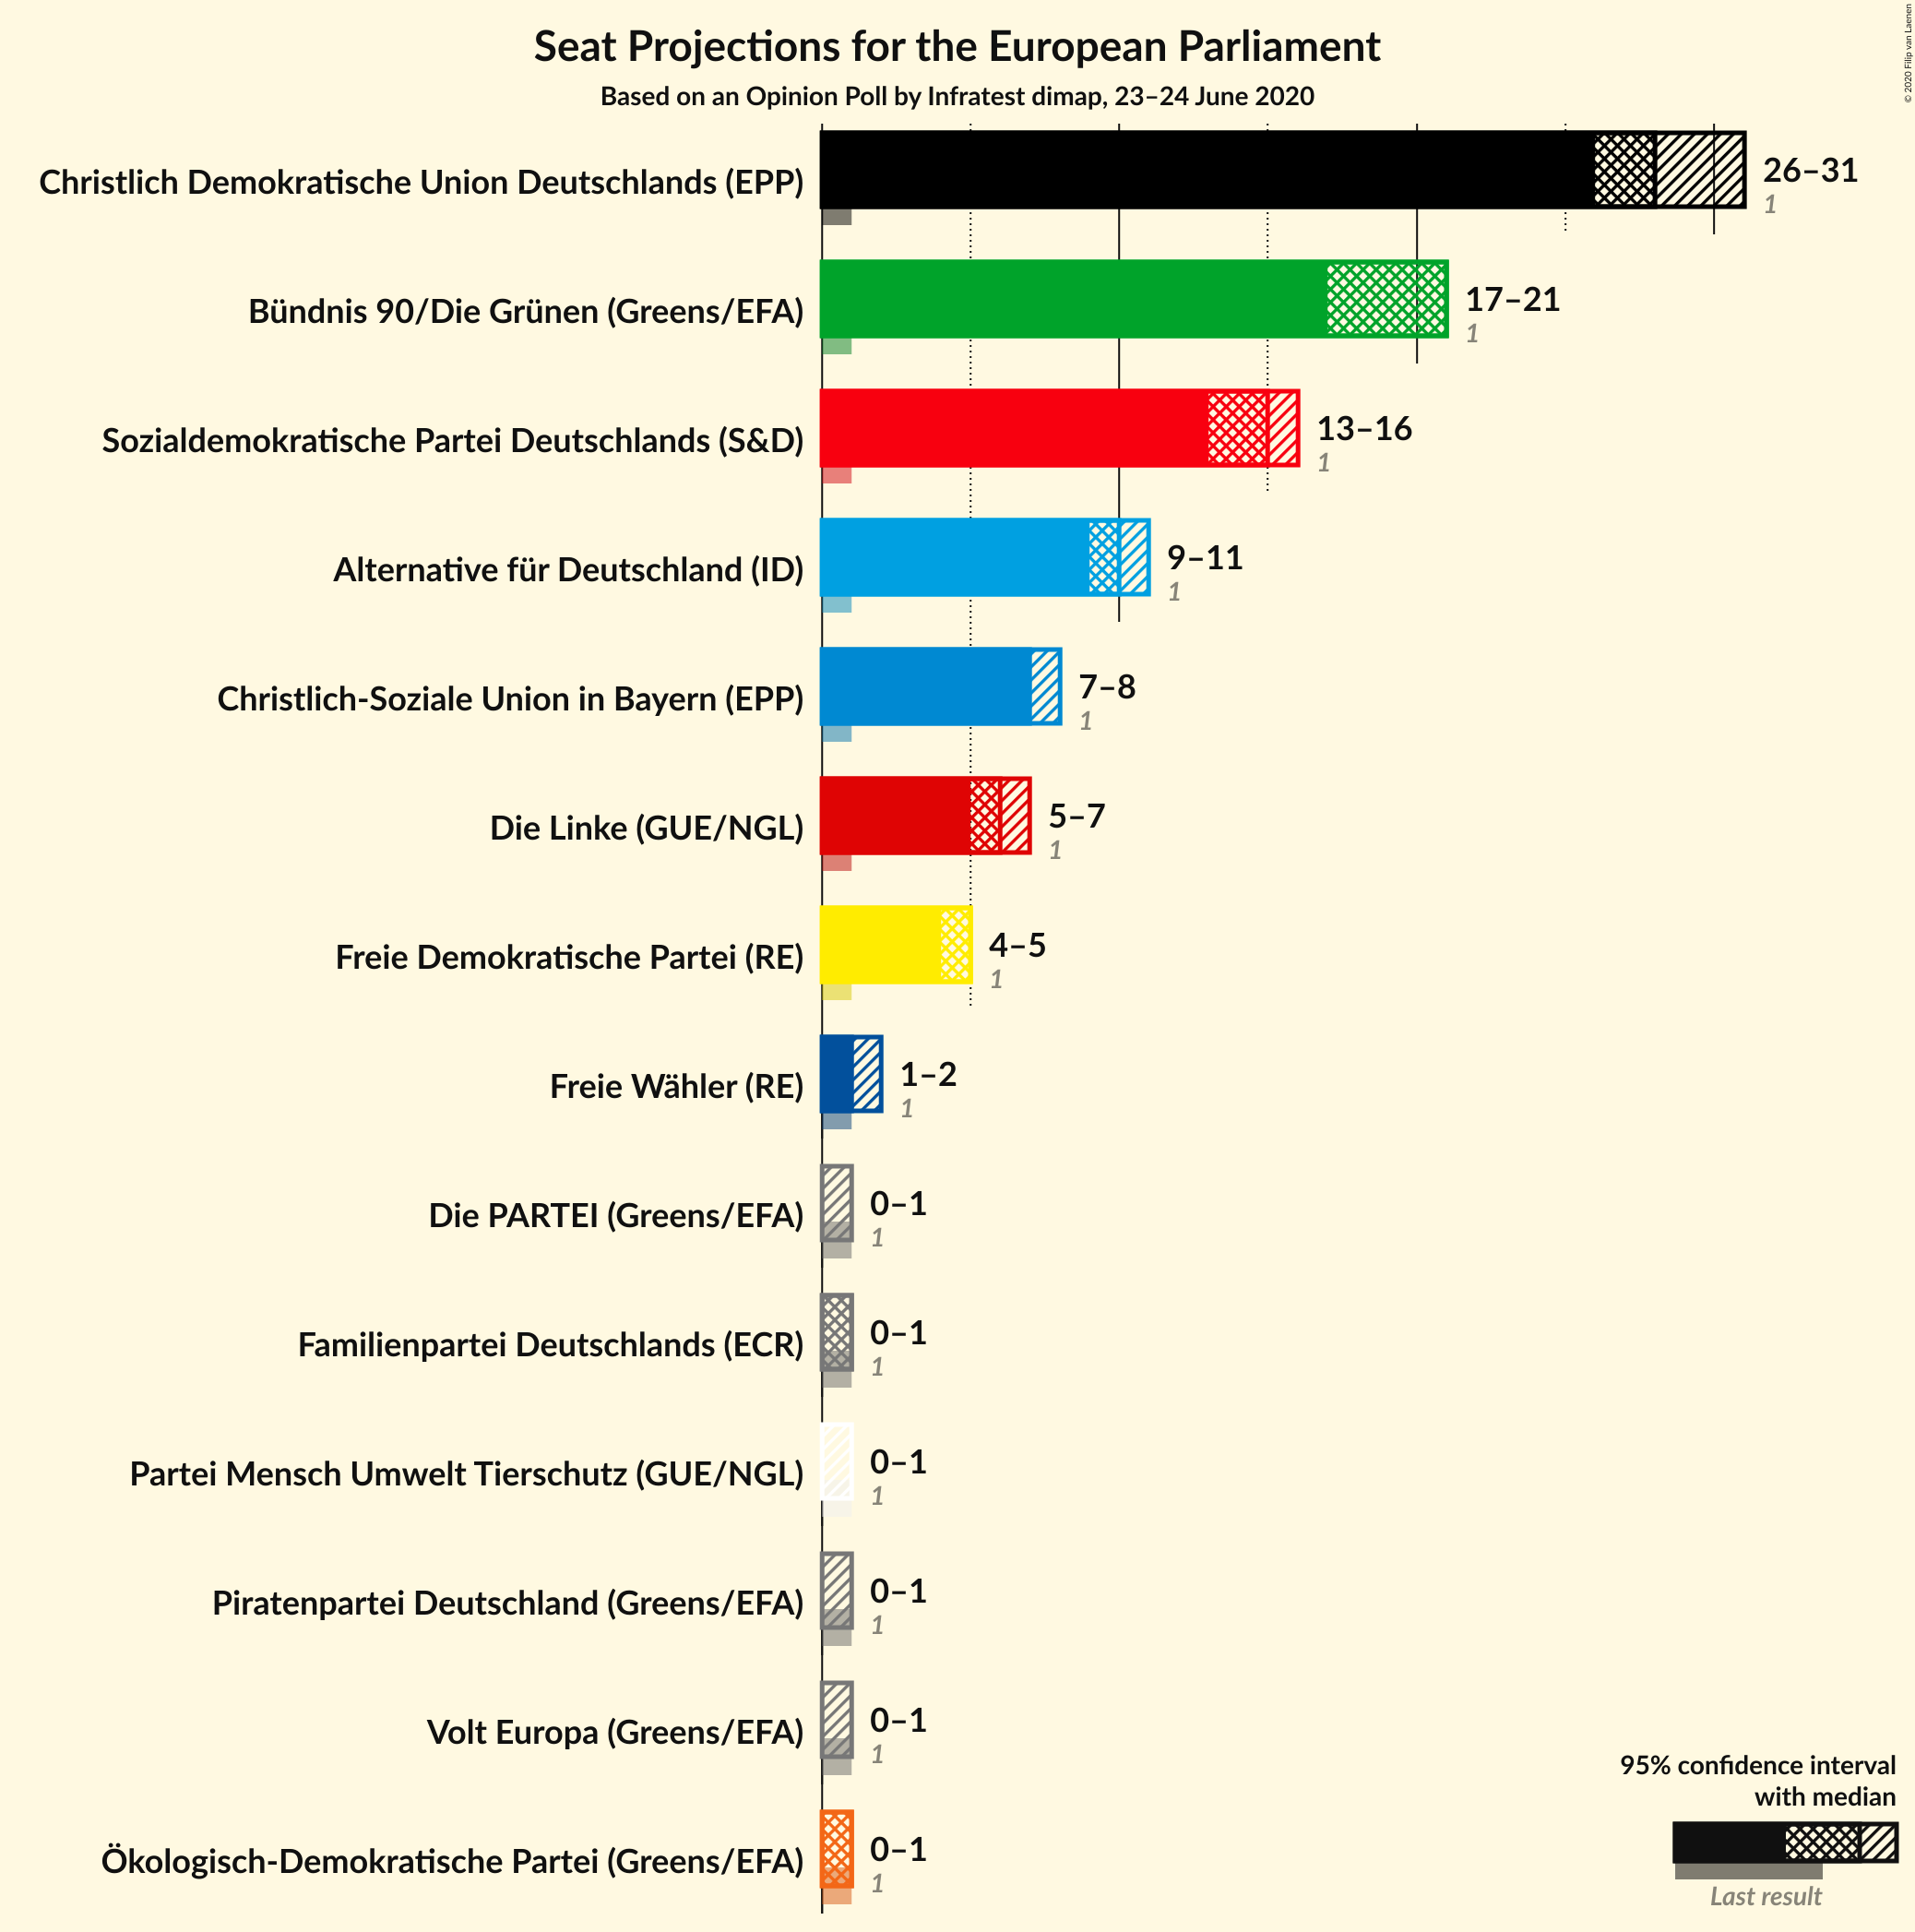 Seat Projections for the European Parliament
Based on an Opinion Poll by Infratest dimap, 23–24 June 2020
© 2020 Filip van Laenen
Christlich Demokratische Union Deutschlands (EPP)
26–31
1
Bündnis 90/Die Grünen (Greens/EFA)
17–21
1
Sozialdemokratische Partei Deutschlands (S&D)
13–16
1
Alternative für Deutschland (ID)
9–11
1
Christlich-Soziale Union in Bayern (EPP)
7–8
1
Die Linke (GUE/NGL)
5–7
1
Freie Demokratische Partei (RE)
4–5
1
Freie Wähler (RE)
1–2
1
Die PARTEI (Greens/EFA)
0–1
1
Familienpartei Deutschlands (ECR)
0–1
1
Partei Mensch Umwelt Tierschutz (GUE/NGL)
0–1
1
Piratenpartei Deutschland (Greens/EFA)
0–1
1
Volt Europa (Greens/EFA)
0–1
1
Ökologisch-Demokratische Partei (Greens/EFA)
0–1
1
95% confidence interval
with median
Last result